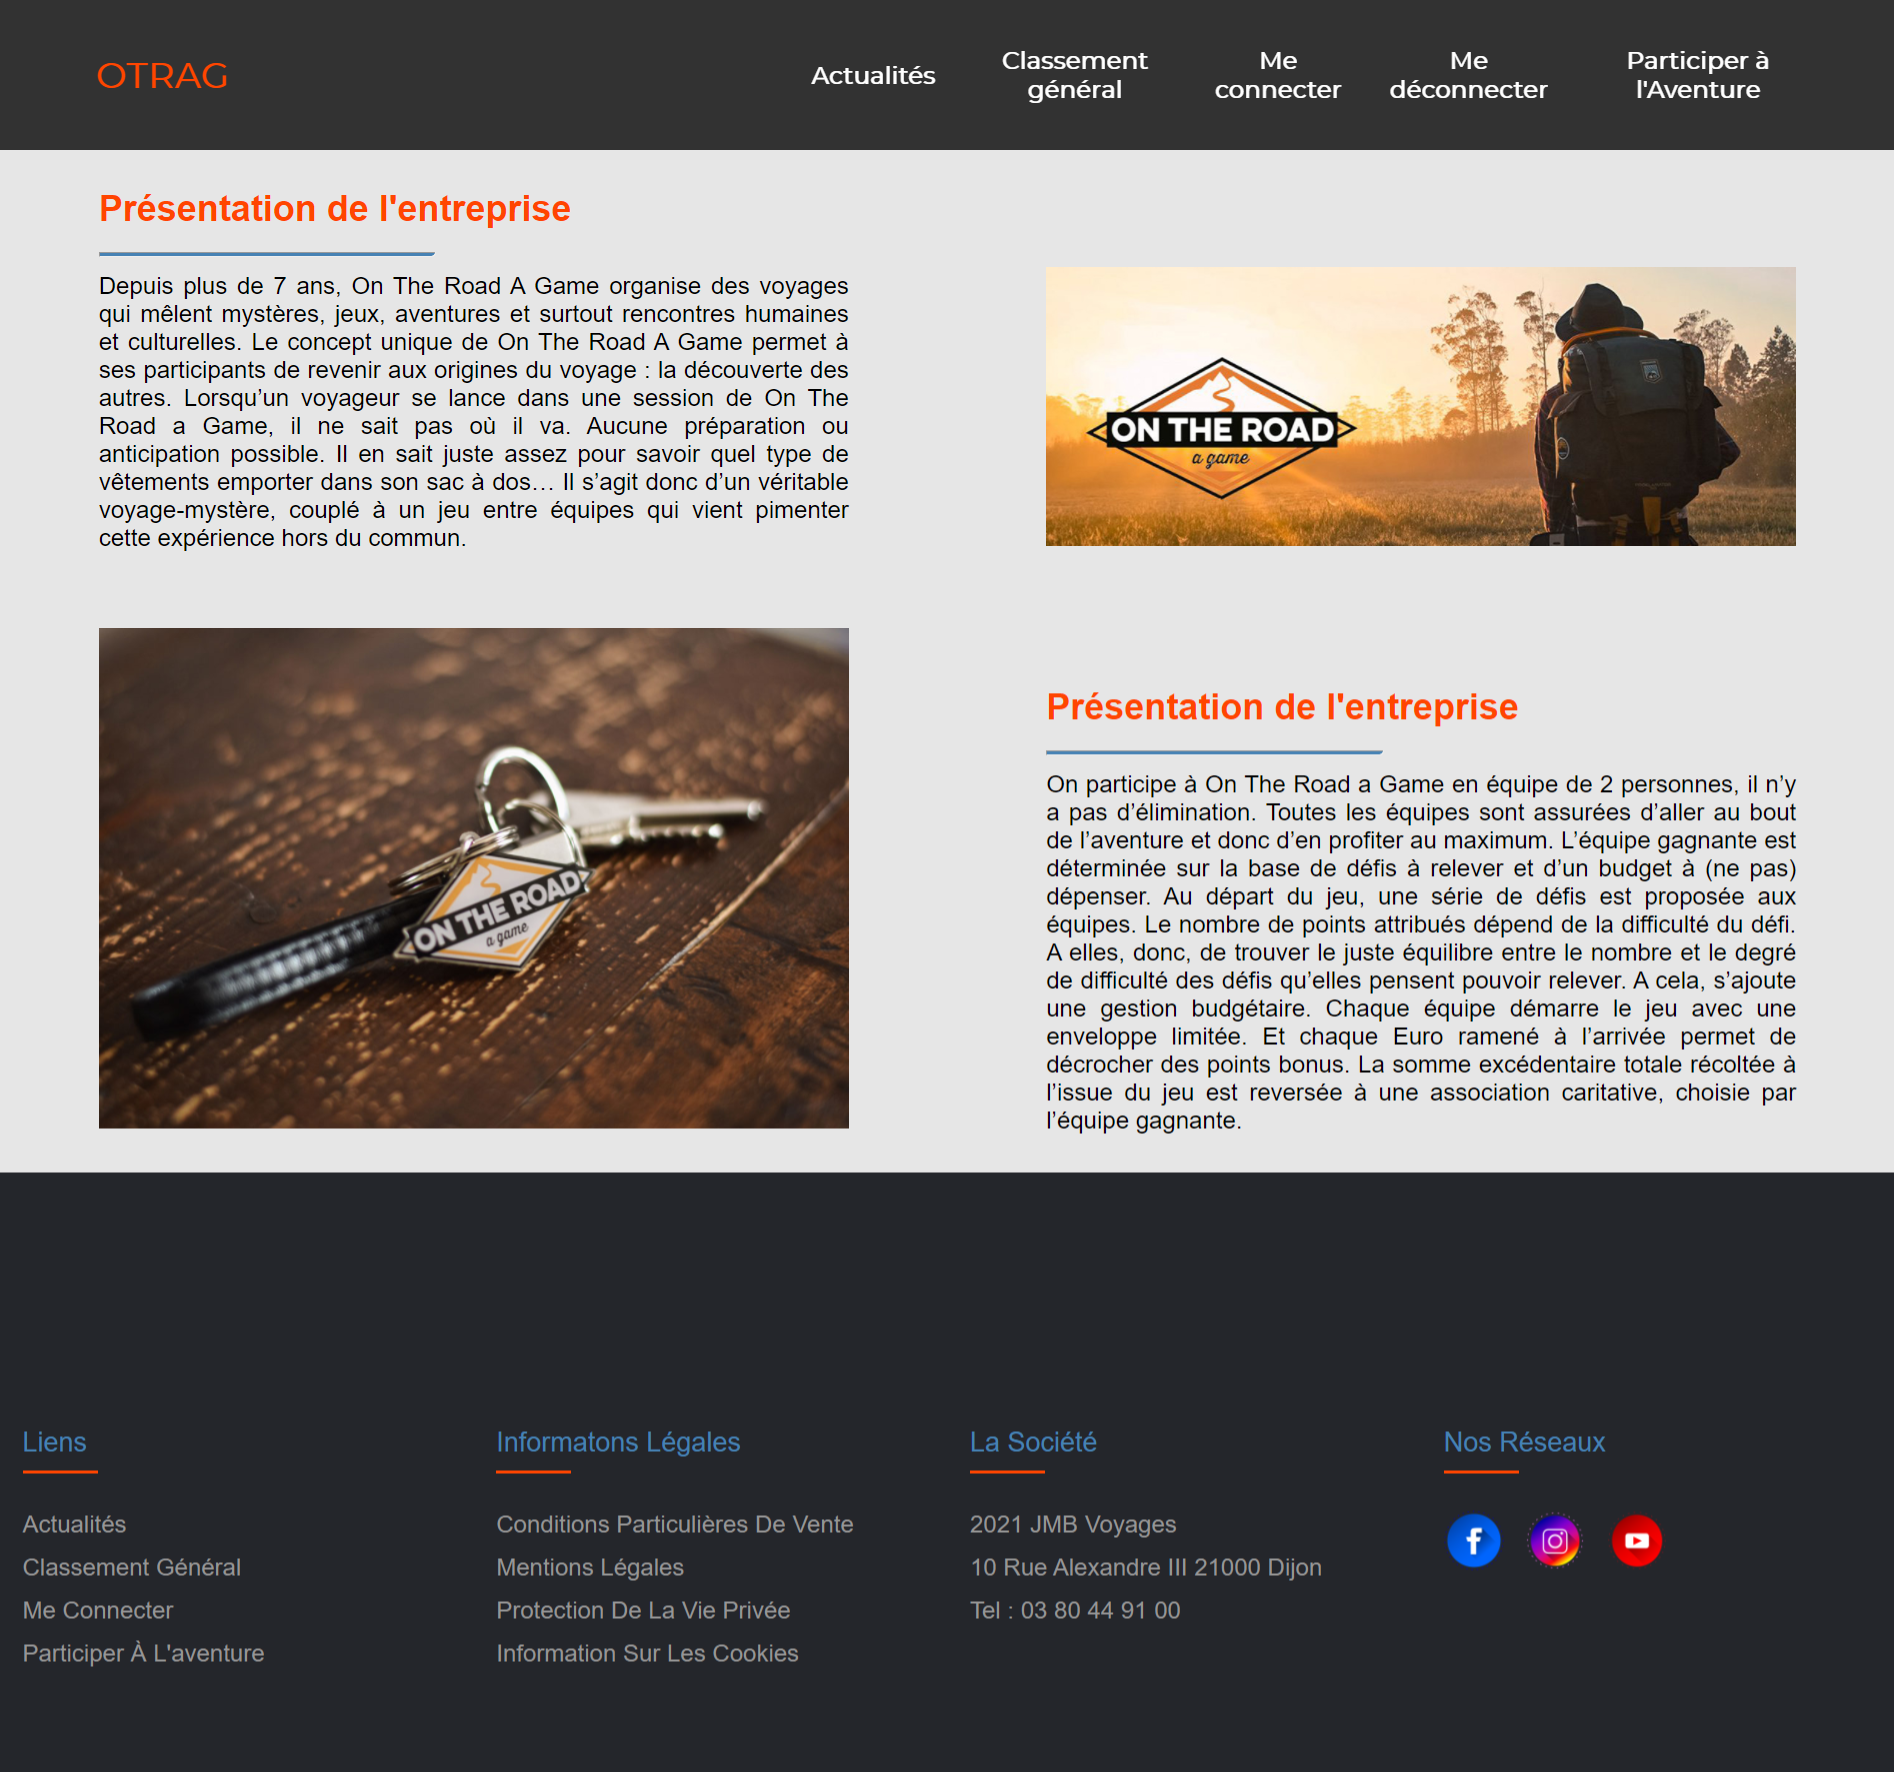 OTRAG
Actualités
Classement
général
Me
connecter
Me
déconnecter
Participer à
l'Aventure
Présentation de l'entreprise
Depuis plus de 7 ans, On The Road A Game organise des voyages
qui mêlent mystères, jeux, aventures et surtout rencontres humaines
et culturelles. Le concept unique de On The Road A Game permet à
ses participants de revenir aux origines du voyage : la découverte des
autres. Lorsqu’un voyageur se lance dans une session de On The
Road a Game, il ne sait pas où il va. Aucune préparation ou
anticipation possible. Il en sait juste assez pour savoir quel type de
vêtements emporter dans son sac à dos… Il s’agit donc d’un véritable
voyage-mystère, couplé à un jeu entre équipes qui vient pimenter
cette expérience hors du commun.
ON THE ROAD
a game
ON THE ROAD
a game
Présentation de l'entreprise
On participe à On The Road a Game en équipe de 2 personnes, il n’y
a pas d’élimination. Toutes les équipes sont assurées d’aller au bout
de l’aventure et donc d’en profiter au maximum. L’équipe gagnante est
déterminée sur la base de défis à relever et d’un budget à (ne pas)
dépenser. Au départ du jeu, une série de défis est proposée aux
équipes. Le nombre de points attribués dépend de la difficulté du défi.
A elles, donc, de trouver le juste équilibre entre le nombre et le degré
de difficulté des défis qu’elles pensent pouvoir relever. A cela, s’ajoute
une gestion budgétaire. Chaque équipe démarre le jeu avec une
enveloppe limitée. Et chaque Euro ramené à l’arrivée permet de
décrocher des points bonus. La somme excédentaire totale récoltée à
l’issue du jeu est reversée à une association caritative, choisie par
l’équipe gagnante.
Liens
Actualités
Classement Général
Me Connecter
Participer À L'aventure
Informatons Légales
Conditions Particulières De Vente
Mentions Légales
Protection De La Vie Privée
Information Sur Les Cookies
La Société
2021 JMB Voyages
10 Rue Alexandre III 21000 Dijon
Tel : 03 80 44 91 00
Nos Réseaux